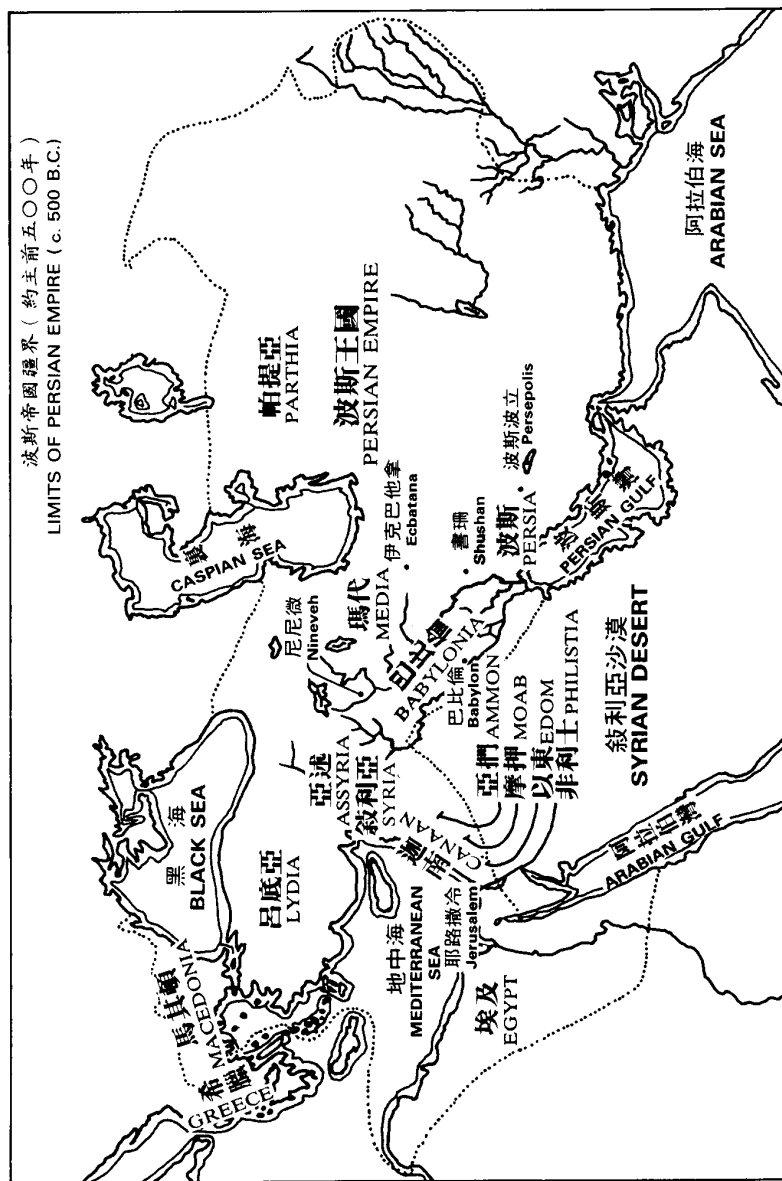 波斯帝國疆界(約主前五〇〇年)
LIMITS OF PERSIAN EMPIRE (c. 500 B.C.)
馬其頓
MACEDONIA
希臘
GREECE
黑海
BLACK SEA
呂底亞
LYDIA
裏海
CASPIAN SEA
帕提亞
PARTHIA
波斯王國
PERSIAN EMPIRE
亞述
ASSYRIA
敍利亞
SYRIA
尼尼微
Nineveh
瑪代
MEDIA
伊克巴他拿
Ecbatana
地中海
MEDITERRANEAN
SEA
耶路撒冷
Jerusalem
迦南
CANAAN
巴比倫
BABYLONIA
巴比倫
Babylon
書珊
Shushan
波斯
PERSIA
波斯波立
Persepolis
亞捫 AMMON
摩押 MOAB
以東 EDOM
非利士 PHILISTIA
埃及
EGYPT
敍利亞沙漠
SYRIAN DESERT
阿拉伯灣
ARABIAN GULF
波斯灣
PERSIAN GULF
阿拉伯海
ARABIAN SEA